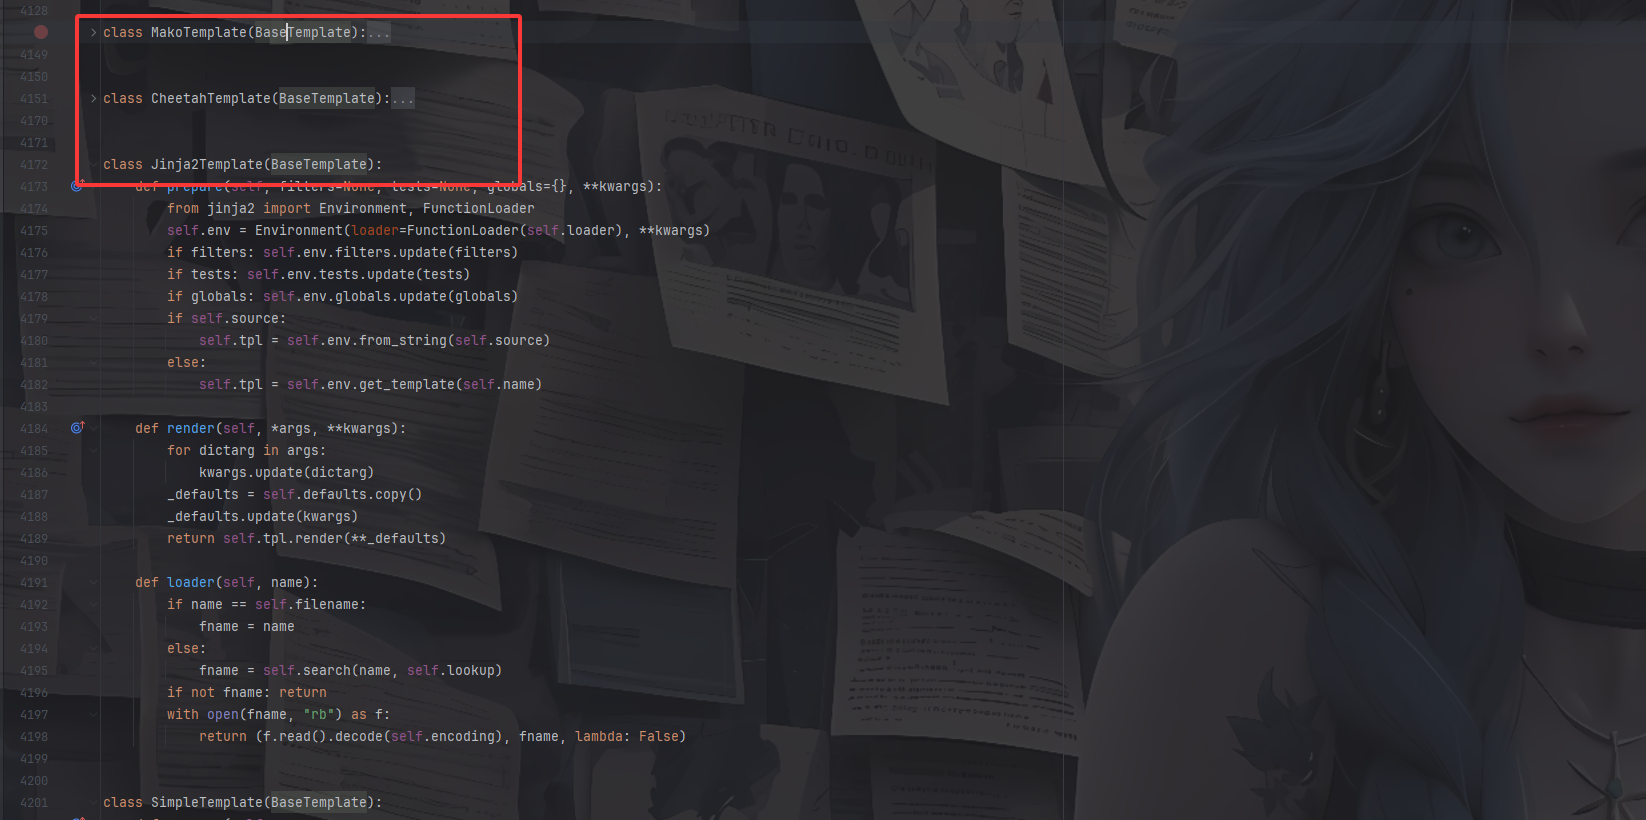 4128
class MakoTemplate(BaseTemplate):...
4149
4150
4151 class CheetahTemplate(BaseTemplate):...
4170
4171
4172 class Jinja2Template(BaseTemplate):
4173 def prepare(self, filters=None, tests=None, globals={}, **kwargs):
4174 from jinja2 import Environment, FunctionLoader
4175 self.env = Environment(loader=FunctionLoader(self.loader), **kwargs)
4176 if filters: self.env.filters.update(filters)
4177 if tests: self.env.tests.update(tests)
4178 if globals: self.env.globals.update(globals)
4179 if self.source:
4180 self.tpl = self.env.from_string(self.source)
4181 else:
4182 self.tpl = self.env.get_template(self.name)
4183
4184 def render(self, *args, **kwargs):
4185 for dictarg in args:
4186 kwargs.update(dictarg)
4187 _defaults = self.defaults.copy()
4188 _defaults.update(kwargs)
4189 return self.tpl.render(**_defaults)
4190
4191 def loader(self, name):
4192 if name == self.filename:
4193 fname = name
4194 else:
4195 fname = self.search(name, self.lookup)
4196 if not fname: return
4197 with open(fname, "rb") as f:
4198 return (f.read().decode(self.encoding), fname, lambda: False)
4199
4200
4201 class SimpleTemplate(BaseTemplate):